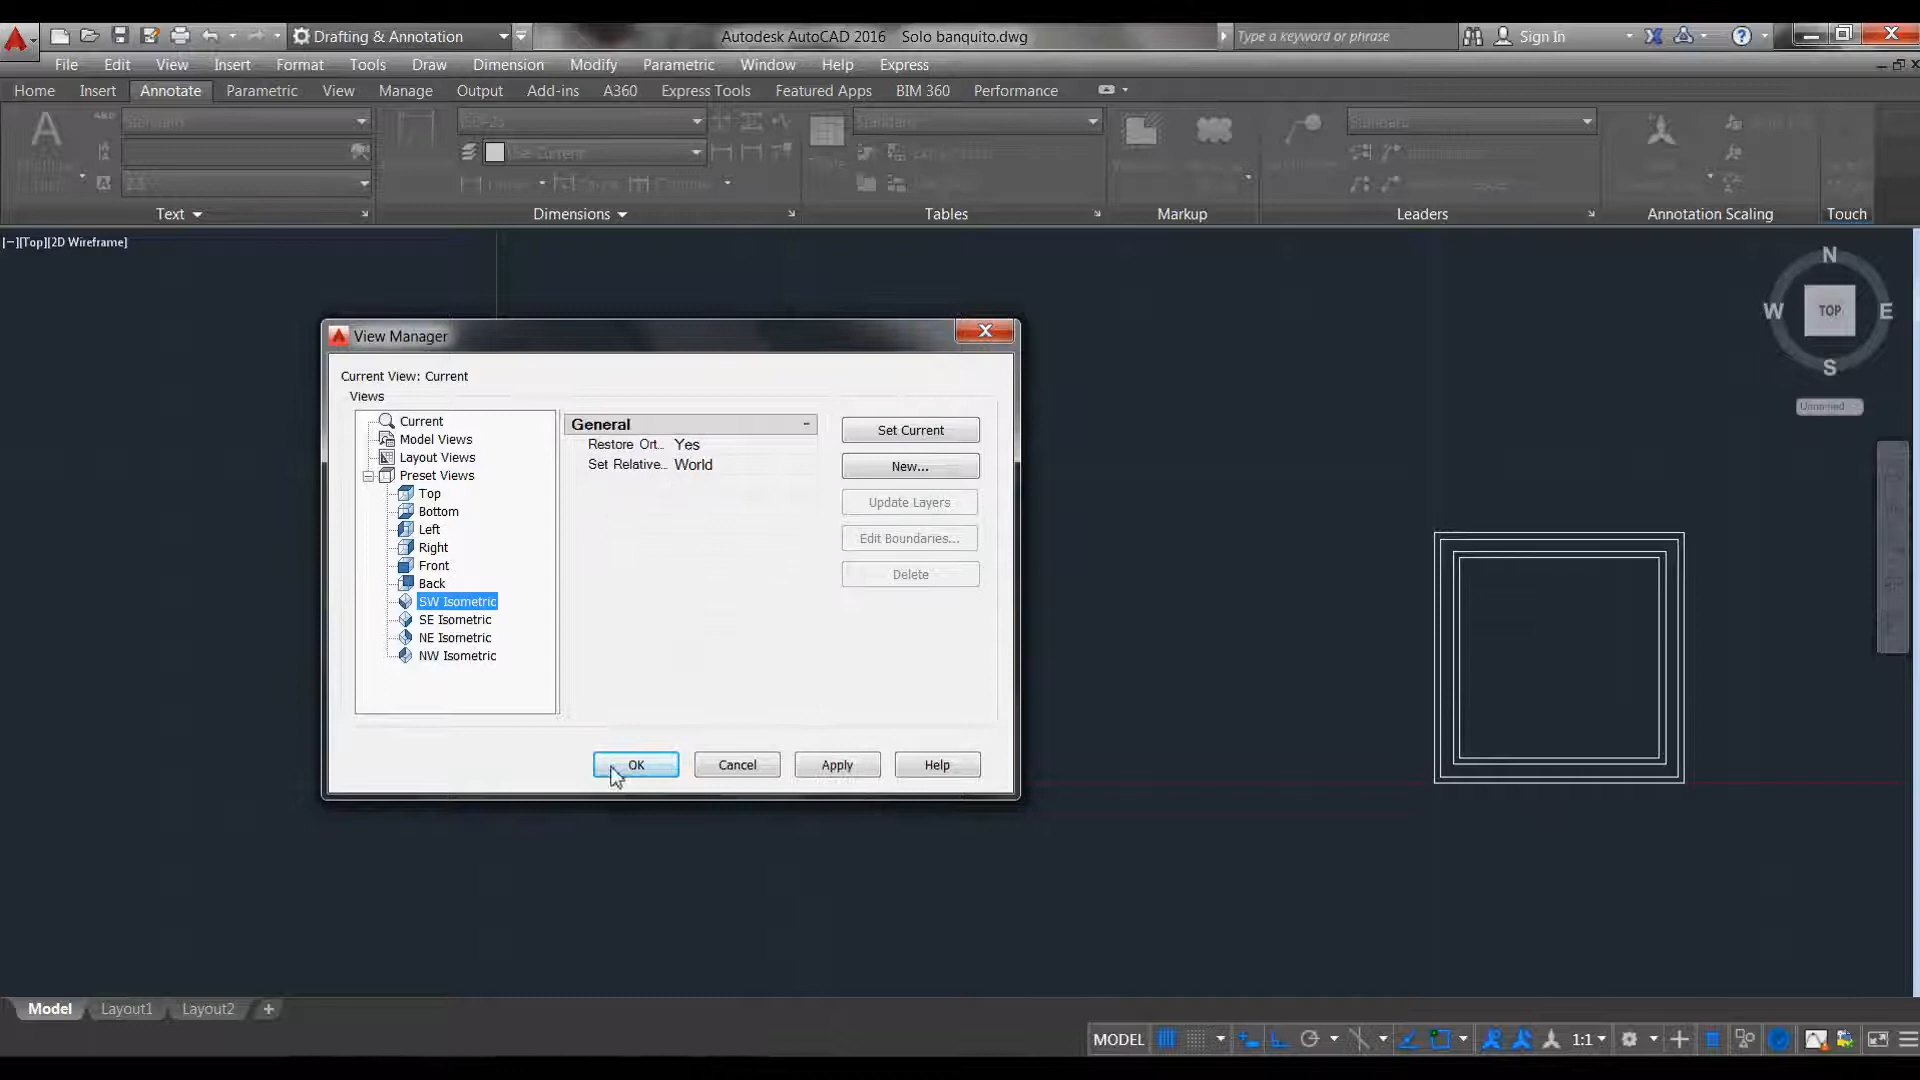 Drafting & Annotation
Autodesk AutoCAD 2016 Solo banquito.dwg
Type a keyword or phrase
Sign In
File Edit View Insert Format Tools Draw Dimension Modify Parametric Window Help Express
Home Insert Annotate Parametric View Manage Output Add-ins A360 Express Tools Featured Apps BIM 360 Performance
Text Dimensions Tables Markup Leaders Annotation Scaling Touch
[−][Top][2D Wireframe]
N
W TOP E
S
Unnamed
View Manager
Current View: Current
Views
Current
Model Views
Layout Views
Preset Views
Top
Bottom
Left
Right
Front
Back
SW Isometric
SE Isometric
NE Isometric
NW Isometric
General
Restore Ort... Yes
Set Relative... World
Set Current
New...
Update Layers
Edit Boundaries...
Delete
OK Cancel Apply Help
Model Layout1 Layout2 +
MODEL 1:1